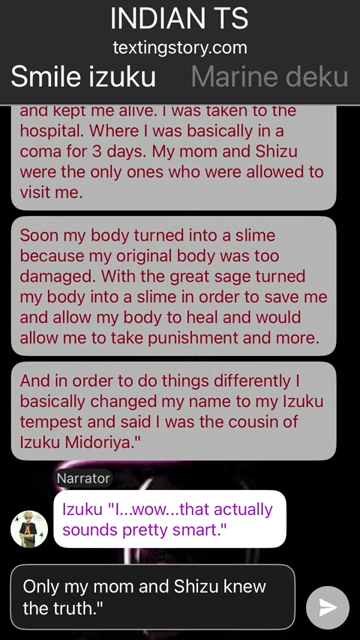 INDIAN TS
textingstory.com
Smile izuku
Marine deku
and kept me alive. I was taken to the
hospital. Where I was basically in a
coma for 3 days. My mom and Shizu
were the only ones who were allowed to
visit me.
Soon my body turned into a slime
because my original body was too
damaged. With the great sage turned
my body into a slime in order to save me
and allow my body to heal and would
allow me to take punishment and more.
And in order to do things differently I
basically changed my name to my Izuku
tempest and said I was the cousin of
Izuku Midoriya."
Narrator
Izuku "I...wow...that actually
sounds pretty smart."
Only my mom and Shizu knew
the truth."